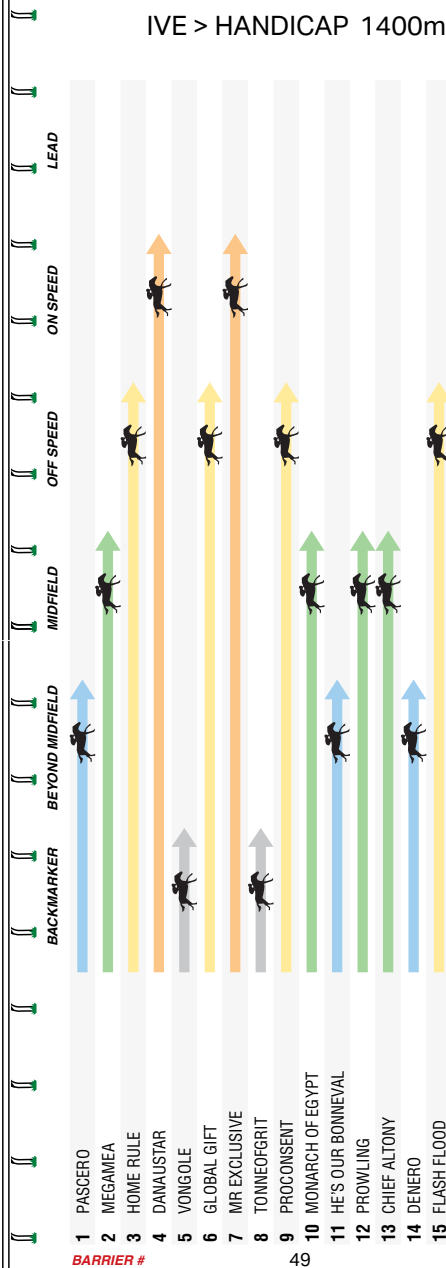 IVE > HANDICAP 1400m
LEAD
ON SPEED
OFF SPEED
MIDFIELD
BEYOND MIDFIELD
BACKMARKER
1 PASCERO
2 MEGAMEA
3 HOME RULE
4 DANAUSTAR
5 VONGOLE
6 GLOBAL GIFT
7 MR EXCLUSIVE
8 TONNEOFGRIT
9 PROCONSENT
10 MONARCH OF EGYPT
11 HE'S OUR BONNEVAL
12 PROWLING
13 CHIEF ALTONY
14 DENERO
15 FLASH FLOOD
BARRIER #
49